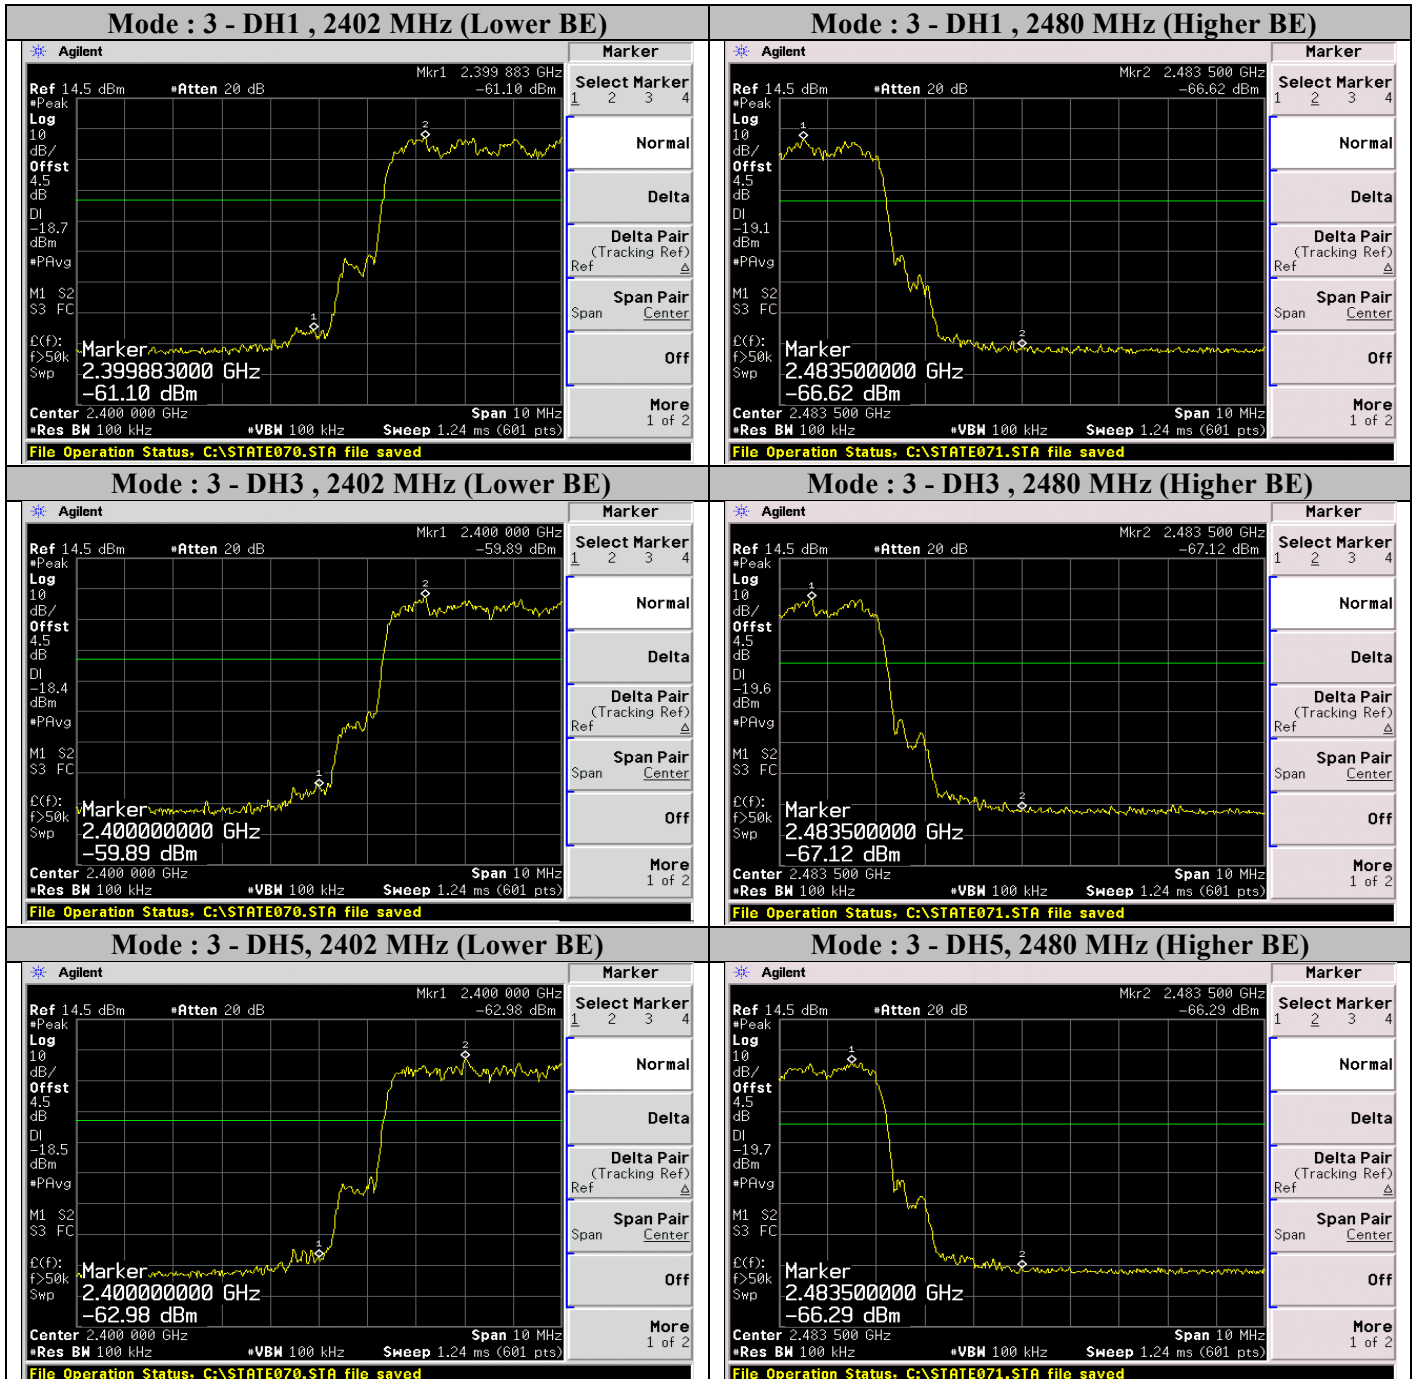 Mode : 3 - DH1 , 2402 MHz (Lower BE)
Agilent
Marker
Mkr1 2.399 883 GHz
Ref 14.5 dBm #Atten 20 dB -61.10 dBm
#Peak
Log
10
dB/
Offst
4.5
dB
DI
-18.7
dBm
#PAvg
M1 S2
S3 FC
£(f):
f>50k
Swp
2
1
Marker
2.399883000 GHz
-61.10 dBm
Center 2.400 000 GHz Span 10 MHz
#Res BW 100 kHz #VBW 100 kHz Sweep 1.24 ms (601 pts)
File Operation Status, C:\STATE070.STA file saved
Select Marker
1 2 3 4
Normal
Delta
Delta Pair
(Tracking Ref)
Ref Δ
Span Pair
Span Center
Off
More
1 of 2
Mode : 3 - DH1 , 2480 MHz (Higher BE)
Agilent
Marker
Mkr2 2.483 500 GHz
Ref 14.5 dBm #Atten 20 dB -66.62 dBm
#Peak
Log
10
dB/
Offst
4.5
dB
DI
-19.1
dBm
#PAvg
M1 S2
S3 FC
£(f):
f>50k
Swp
1
2
Marker
2.483500000 GHz
-66.62 dBm
Center 2.483 500 GHz Span 10 MHz
#Res BW 100 kHz #VBW 100 kHz Sweep 1.24 ms (601 pts)
File Operation Status, C:\STATE071.STA file saved
Select Marker
1 2 3 4
Normal
Delta
Delta Pair
(Tracking Ref)
Ref Δ
Span Pair
Span Center
Off
More
1 of 2
Mode : 3 - DH3 , 2402 MHz (Lower BE)
Agilent
Marker
Mkr1 2.400 000 GHz
Ref 14.5 dBm #Atten 20 dB -59.89 dBm
#Peak
Log
10
dB/
Offst
4.5
dB
DI
-18.4
dBm
#PAvg
M1 S2
S3 FC
£(f):
f>50k
Swp
2
1
Marker
2.400000000 GHz
-59.89 dBm
Center 2.400 000 GHz Span 10 MHz
#Res BW 100 kHz #VBW 100 kHz Sweep 1.24 ms (601 pts)
File Operation Status, C:\STATE070.STA file saved
Select Marker
1 2 3 4
Normal
Delta
Delta Pair
(Tracking Ref)
Ref Δ
Span Pair
Span Center
Off
More
1 of 2
Mode : 3 - DH3 , 2480 MHz (Higher BE)
Agilent
Marker
Mkr2 2.483 500 GHz
Ref 14.5 dBm #Atten 20 dB -67.12 dBm
#Peak
Log
10
dB/
Offst
4.5
dB
DI
-19.6
dBm
#PAvg
M1 S2
S3 FC
£(f):
f>50k
Swp
1
2
Marker
2.483500000 GHz
-67.12 dBm
Center 2.483 500 GHz Span 10 MHz
#Res BW 100 kHz #VBW 100 kHz Sweep 1.24 ms (601 pts)
File Operation Status, C:\STATE071.STA file saved
Select Marker
1 2 3 4
Normal
Delta
Delta Pair
(Tracking Ref)
Ref Δ
Span Pair
Span Center
Off
More
1 of 2
Mode : 3 - DH5, 2402 MHz (Lower BE)
Agilent
Marker
Mkr1 2.400 000 GHz
Ref 14.5 dBm #Atten 20 dB -62.98 dBm
#Peak
Log
10
dB/
Offst
4.5
dB
DI
-18.5
dBm
#PAvg
M1 S2
S3 FC
£(f):
f>50k
Swp
2
1
Marker
2.400000000 GHz
-62.98 dBm
Center 2.400 000 GHz Span 10 MHz
#Res BW 100 kHz #VBW 100 kHz Sweep 1.24 ms (601 pts)
File Operation Status, C:\STATE070.STA file saved
Select Marker
1 2 3 4
Normal
Delta
Delta Pair
(Tracking Ref)
Ref Δ
Span Pair
Span Center
Off
More
1 of 2
Mode : 3 - DH5, 2480 MHz (Higher BE)
Agilent
Marker
Mkr2 2.483 500 GHz
Ref 14.5 dBm #Atten 20 dB -66.29 dBm
#Peak
Log
10
dB/
Offst
4.5
dB
DI
-19.7
dBm
#PAvg
M1 S2
S3 FC
£(f):
f>50k
Swp
1
2
Marker
2.483500000 GHz
-66.29 dBm
Center 2.483 500 GHz Span 10 MHz
#Res BW 100 kHz #VBW 100 kHz Sweep 1.24 ms (601 pts)
File Operation Status, C:\STATE071.STA file saved
Select Marker
1 2 3 4
Normal
Delta
Delta Pair
(Tracking Ref)
Ref Δ
Span Pair
Span Center
Off
More
1 of 2